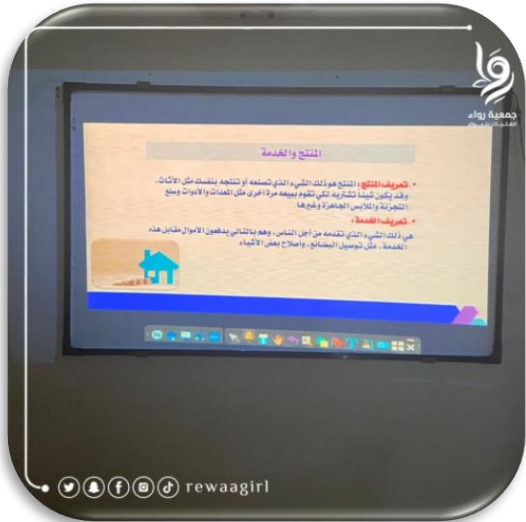 رواء
جمعية رواء
المنتج والخدمة
• تعريف المنتج: المنتج هو ذلك الشيء الذي تصنعه أو تنتجه بنفسك مثل الأثاث،
وقد يكون شيئا تشتريه لكي تقوم ببيعه مرة أخرى مثل المعدات والأدوات وسلع
التجزئة والملابس الجاهزة وغيرها
• تعريف الخدمة:
هي ذلك الشيء الذي تقدمه من أجل الناس، وهم بالتالي يدفعون الأموال مقابل هذه
الخدمة، مثل توصيل البضائع، واصلاح بعض الأشياء
rewaagirl